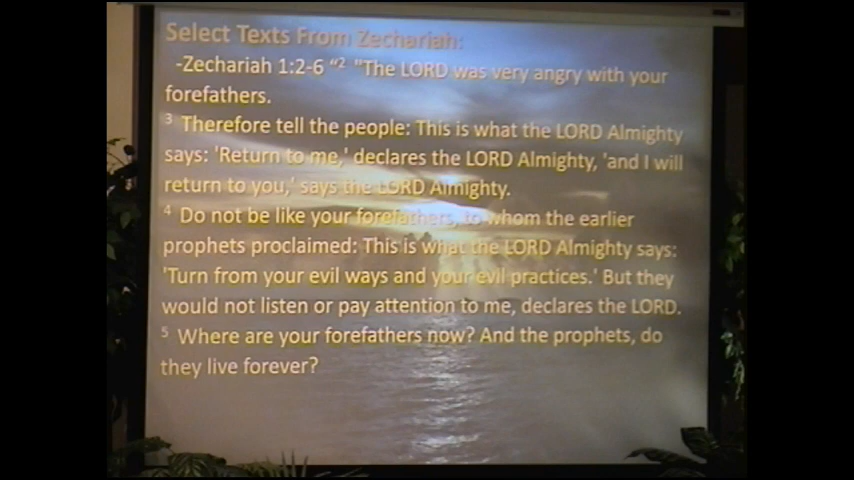 Select Texts From Zechariah:
-Zechariah 1:2-6 “2 "The LORD was very angry with your
forefathers.
3 Therefore tell the people: This is what the LORD Almighty
says: 'Return to me,' declares the LORD Almighty, 'and I will
return to you,' says the LORD Almighty.
4 Do not be like your forefathers, to whom the earlier
prophets proclaimed: This is what the LORD Almighty says:
'Turn from your evil ways and your evil practices.' But they
would not listen or pay attention to me, declares the LORD.
5 Where are your forefathers now? And the prophets, do
they live forever?